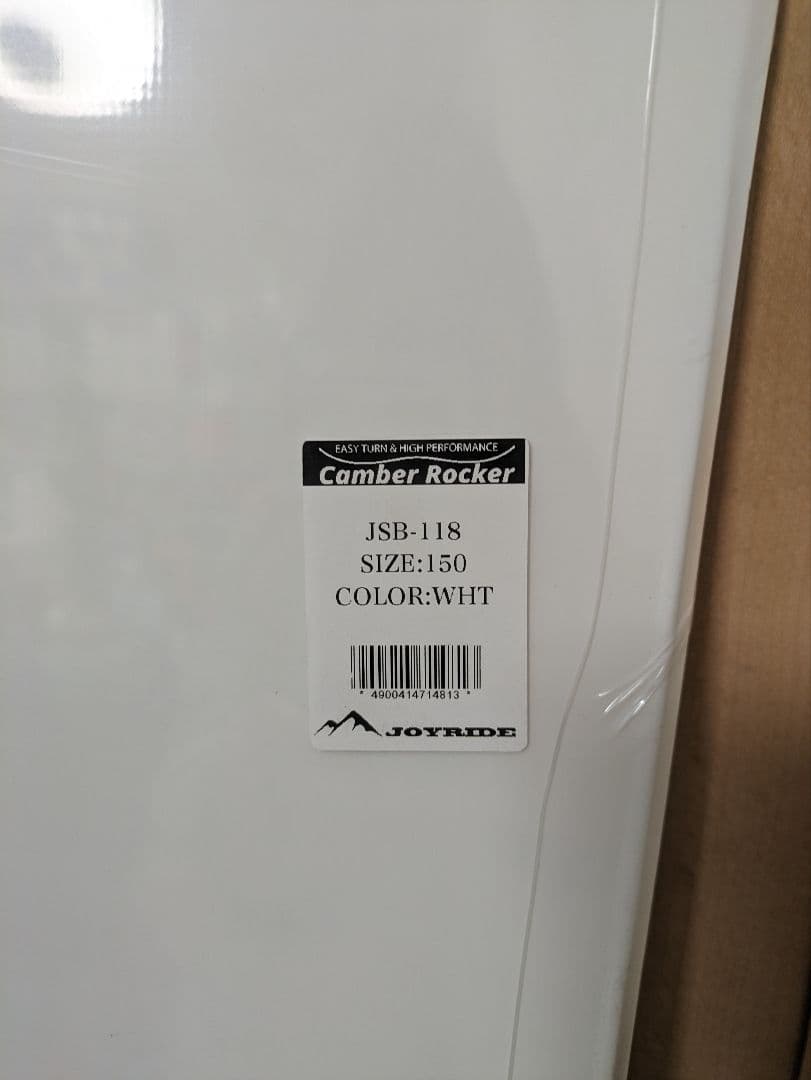 EASY TURN & HIGH PERFORMANCE
Camber Rocker
JSB-118
SIZE:150
COLOR:WHT
* 4900414714813 *
JOYRIDE